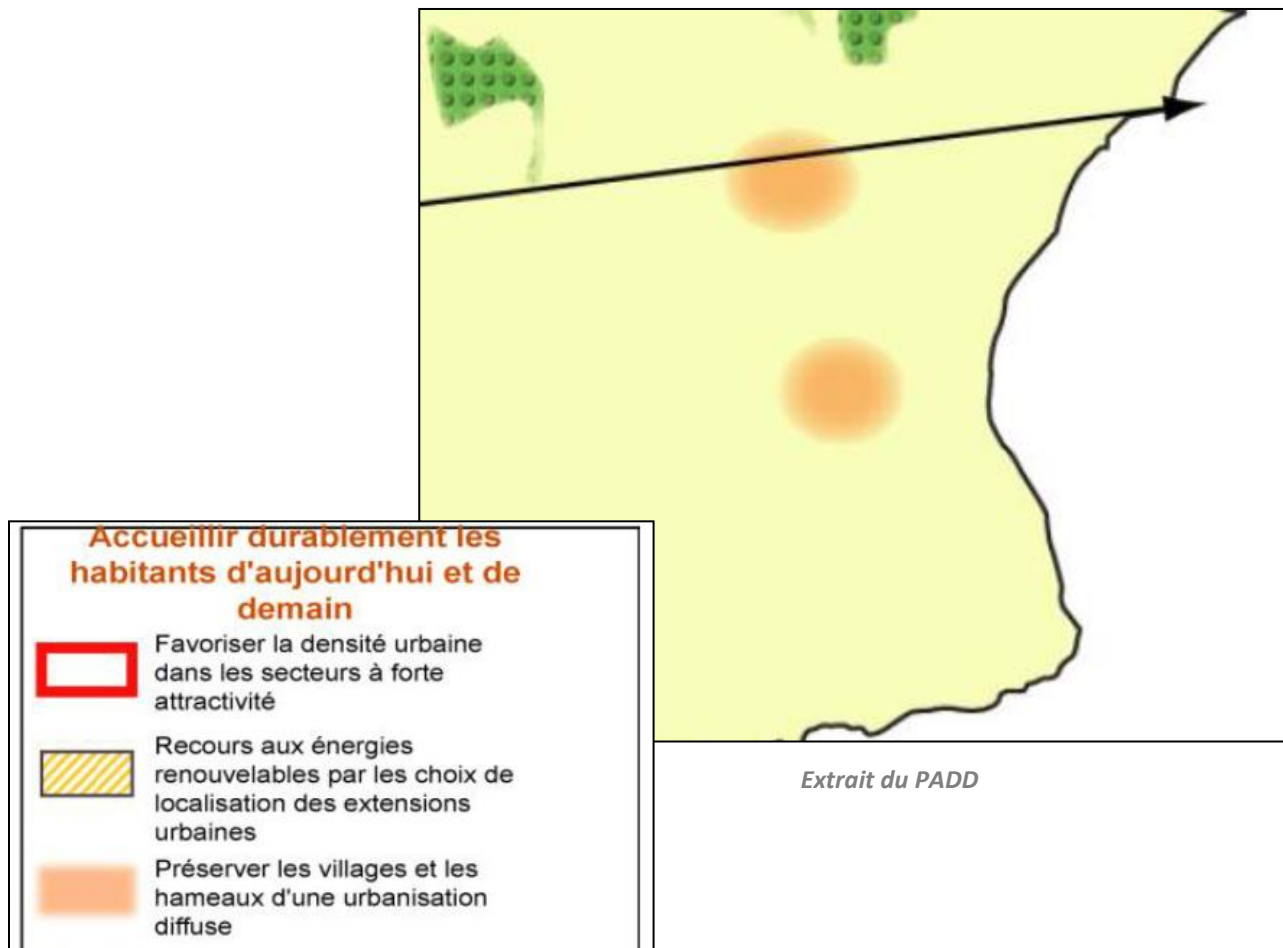 Accueillir durablement les
habitants d'aujourd'hui et de
demain
Favoriser la densité urbaine
dans les secteurs à forte
attractivité
Recours aux énergies
renouvelables par les choix de
localisation des extensions
urbaines
Préserver les villages et les
hameaux d'une urbanisation
diffuse
Extrait du PADD